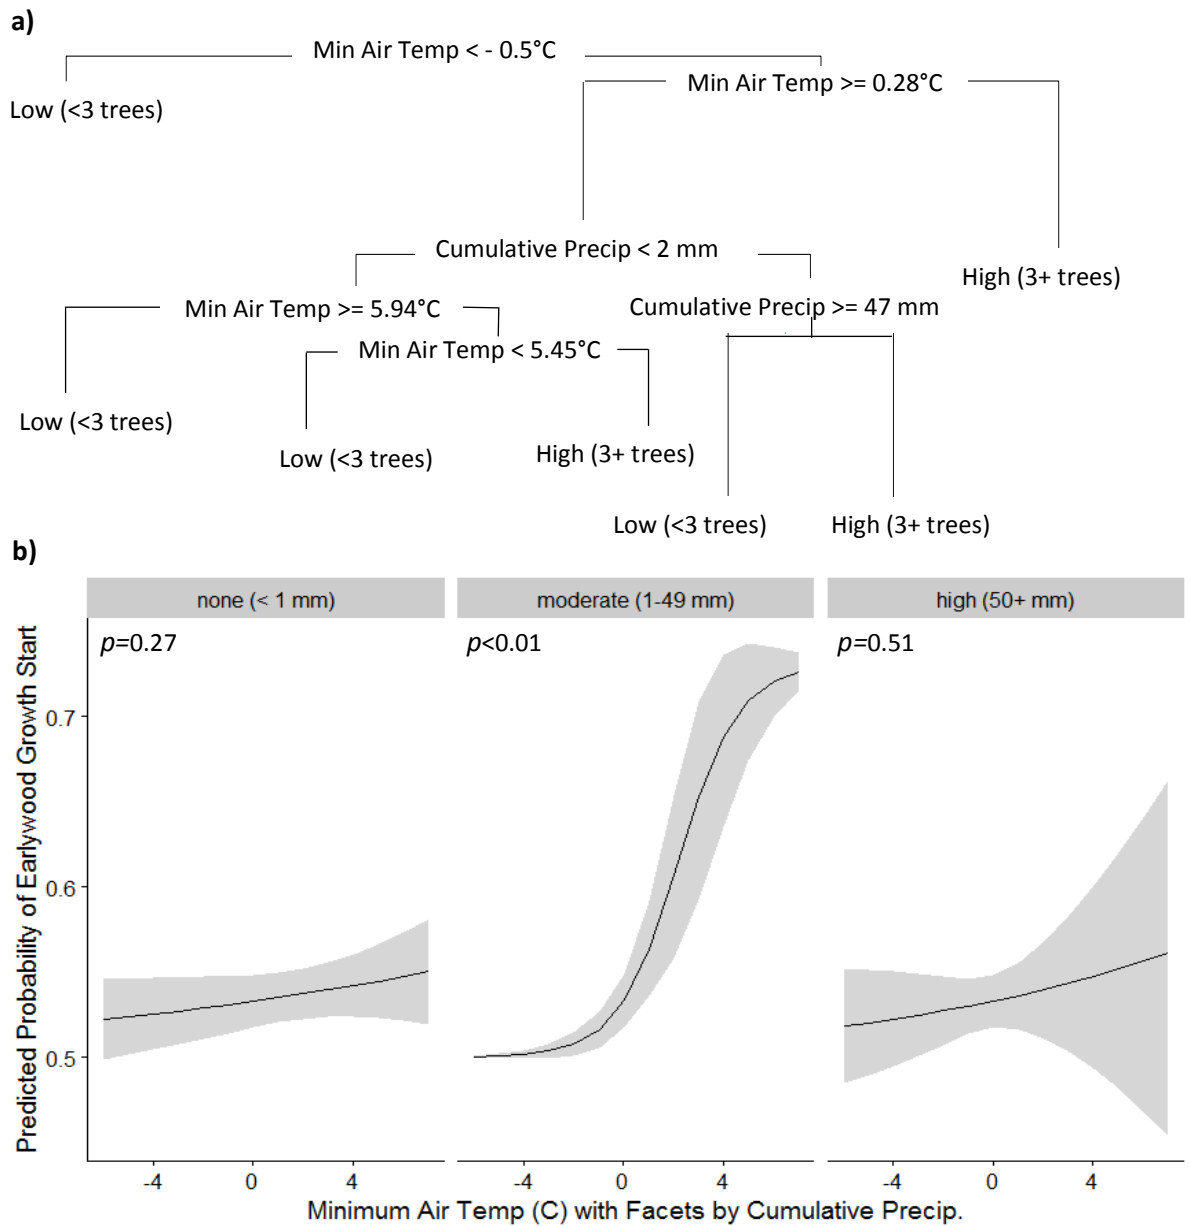 a)
Min Air Temp < - 0.5°C
Min Air Temp >= 0.28°C
Low (<3 trees)
Cumulative Precip < 2 mm
High (3+ trees)
Min Air Temp >= 5.94°C
Cumulative Precip >= 47 mm
Min Air Temp < 5.45°C
Low (<3 trees)
Low (<3 trees)
High (3+ trees)
Low (<3 trees)
High (3+ trees)
b)
none (< 1 mm)
moderate (1-49 mm)
high (50+ mm)
p=0.27
p<0.01
p=0.51
Predicted Probability of Earlywood Growth Start
0.7
0.6
0.5
-4 0 4
-4 0 4
-4 0 4
Minimum Air Temp (C) with Facets by Cumulative Precip.